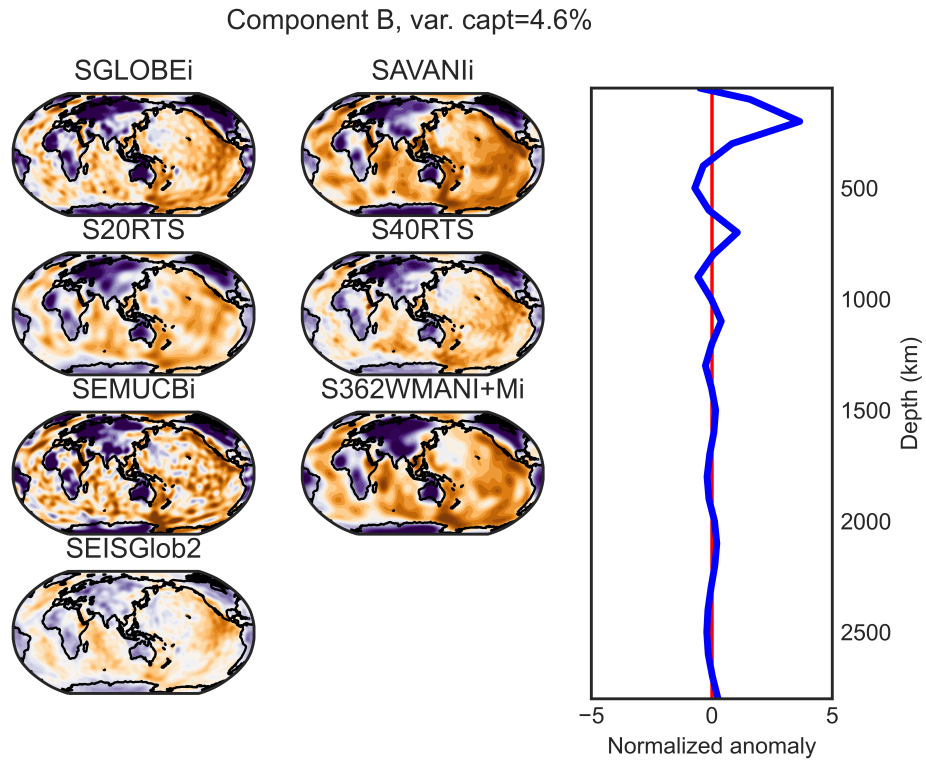 Component B, var. capt=4.6%
SGLOBEi
SAVANIi
S20RTS
S40RTS
SEMUCBi
S362WMANI+Mi
SEISGlob2
500
1000
1500
2000
2500
Depth (km)
−5 0 5
Normalized anomaly